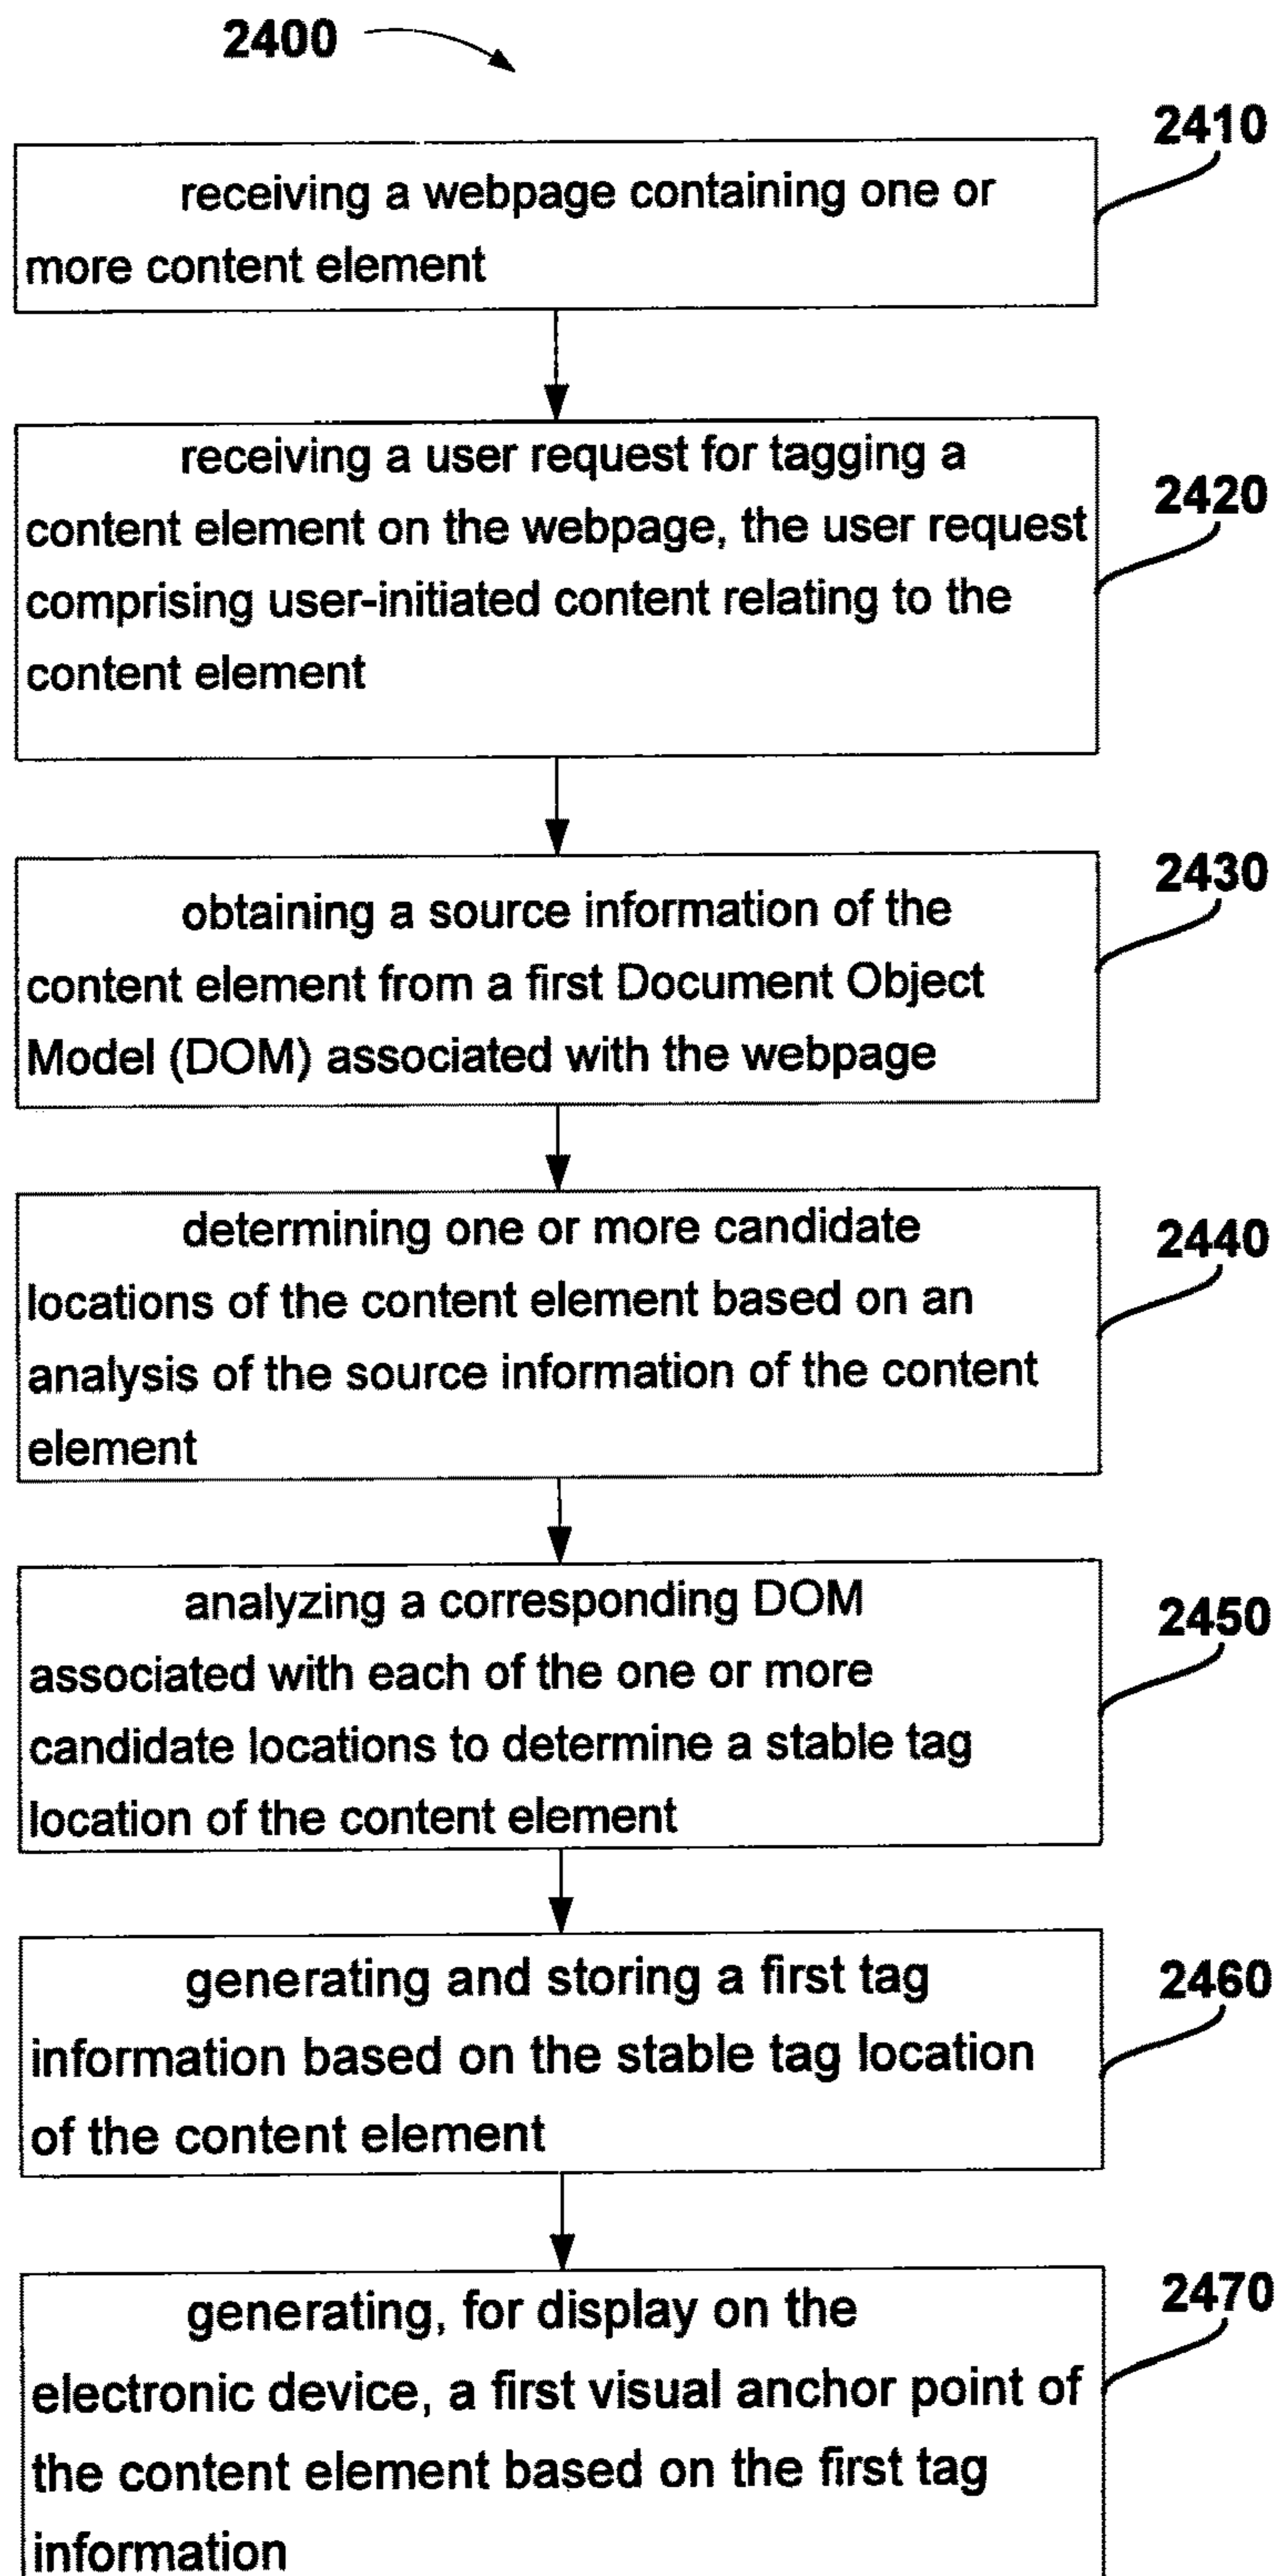 2400
2410
receiving a webpage containing one or
more content element
2420
receiving a user request for tagging a
content element on the webpage, the user request
comprising user-initiated content relating to the
content element
2430
obtaining a source information of the
content element from a first Document Object
Model (DOM) associated with the webpage
2440
determining one or more candidate
locations of the content element based on an
analysis of the source information of the content
element
2450
analyzing a corresponding DOM
associated with each of the one or more
candidate locations to determine a stable tag
location of the content element
2460
generating and storing a first tag
information based on the stable tag location
of the content element
2470
generating, for display on the
electronic device, a first visual anchor point of
the content element based on the first tag
information